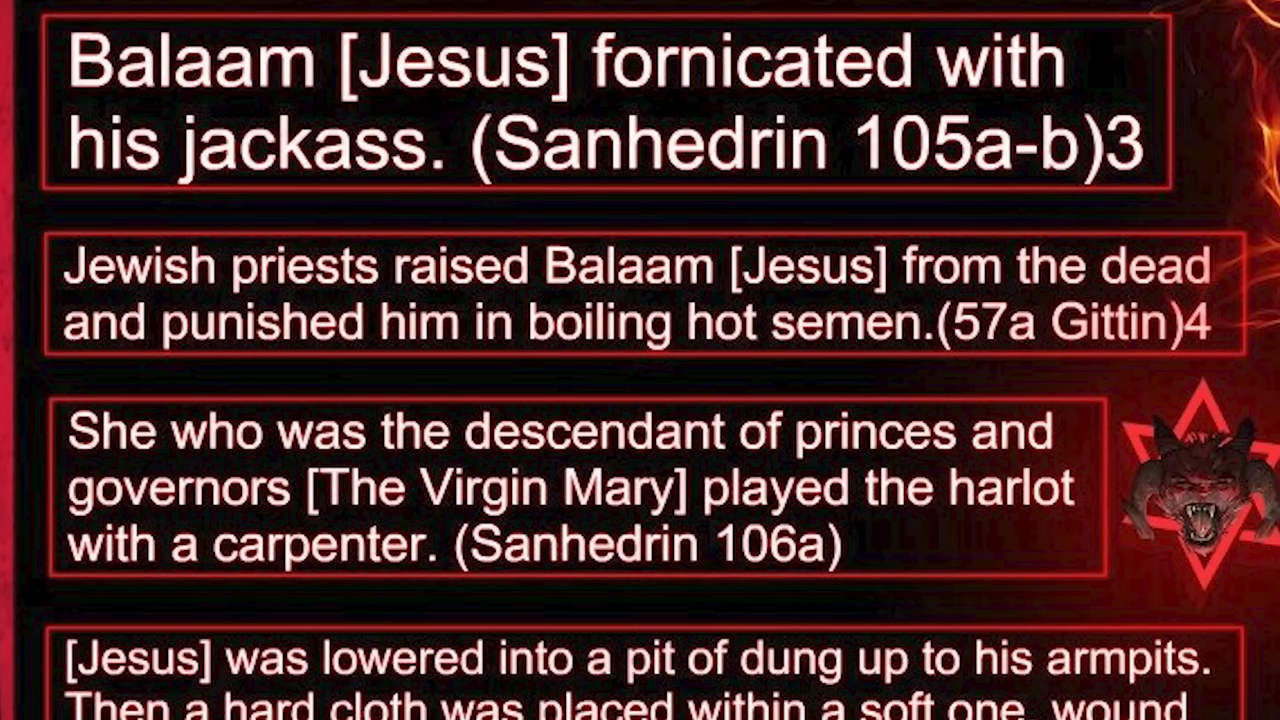 Balaam [Jesus] fornicated with
his jackass. (Sanhedrin 105a-b)3
Jewish priests raised Balaam [Jesus] from the dead
and punished him in boiling hot semen.(57a Gittin)4
She who was the descendant of princes and
governors [The Virgin Mary] played the harlot
with a carpenter. (Sanhedrin 106a)
[Jesus] was lowered into a pit of dung up to his armpits.
Then a hard cloth was placed within a soft one, wound